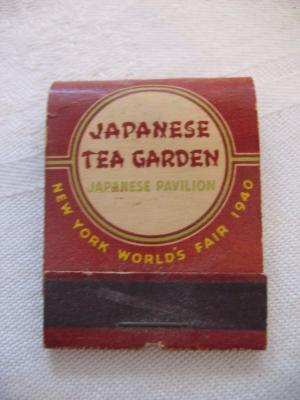 JAPANESE
TEA GARDEN
JAPANESE PAVILION
NEW YORK WORLD'S FAIR 1940